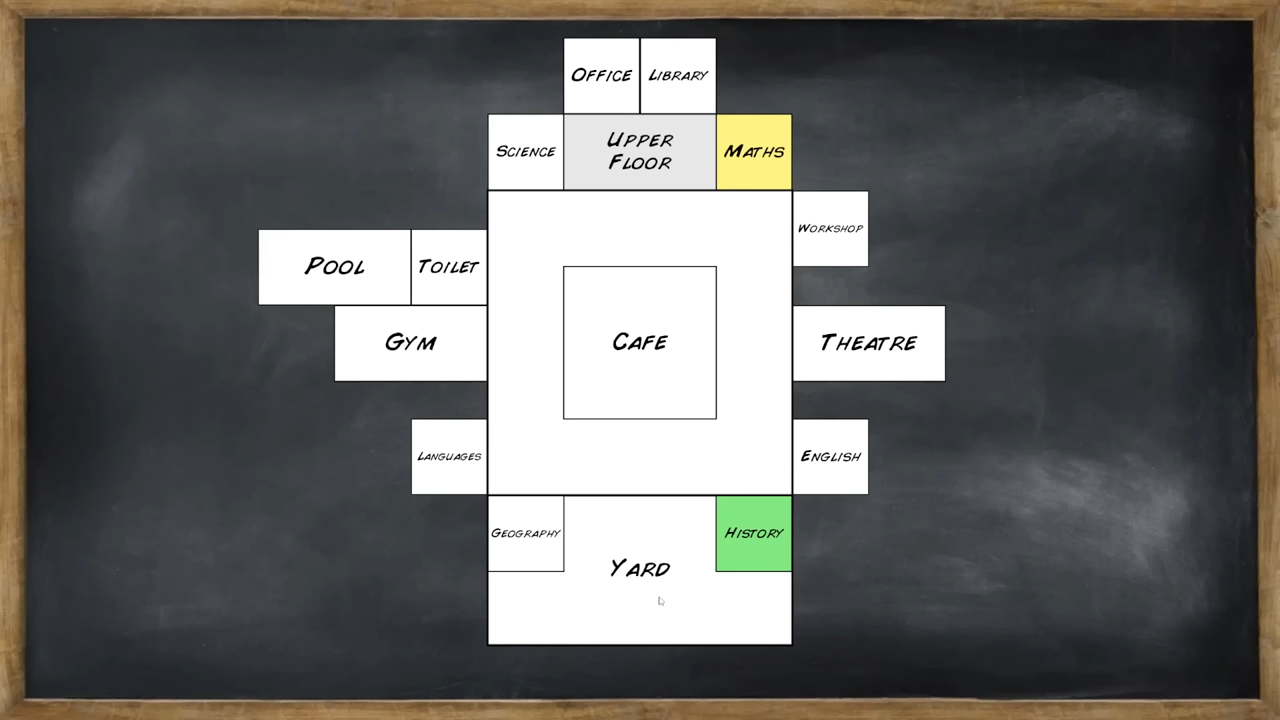 OFFICE
LIBRARY
SCIENCE
UPPER
FLOOR
MATHS
WORKSHOP
POOL
TOILET
GYM
CAFE
THEATRE
LANGUAGES
ENGLISH
GEOGRAPHY
HISTORY
YARD